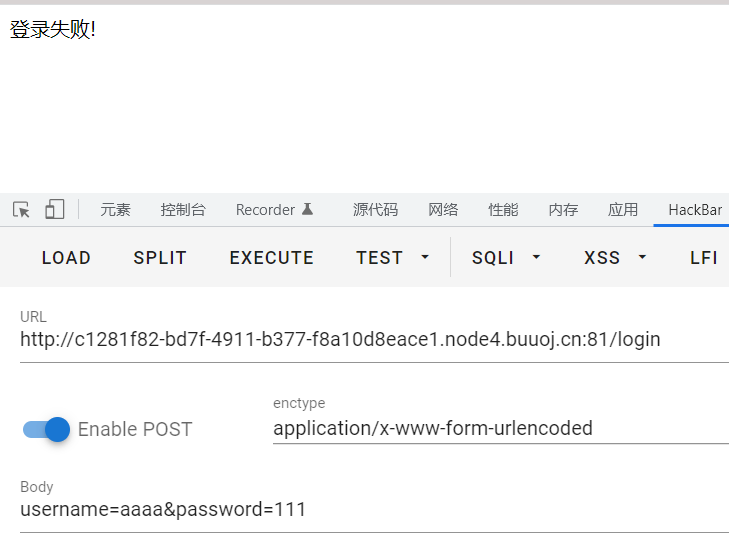 登录失败!
元素 控制台 Recorder 源代码 网络 性能 内存 应用 HackBar
LOAD SPLIT EXECUTE TEST SQLI XSS LFI
URL
http://c1281f82-bd7f-4911-b377-f8a10d8eace1.node4.buuoj.cn:81/login
enctype
Enable POST application/x-www-form-urlencoded
Body
username=aaaa&password=111